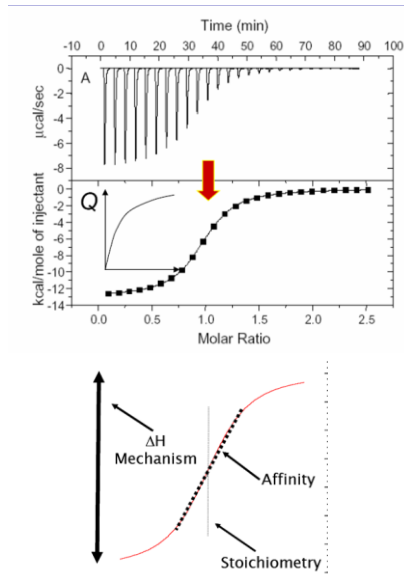 Time (min)
-10 0 10 20 30 40 50 60 70 80 90 100
A
µcal/sec
0
-2
-4
-6
-8
Q
kcal/mole of injectant
0
-2
-4
-6
-8
-10
-12
-14
0.0 0.5 1.0 1.5 2.0 2.5
Molar Ratio
ΔH
Mechanism
Affinity
Stoichiometry